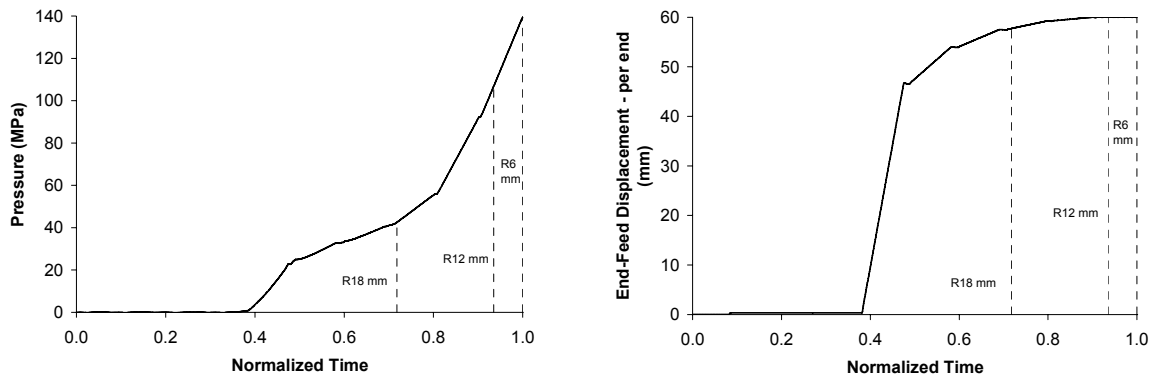 140
120
100
80
60
40
20
0
Pressure (MPa)
R18 mm
R12 mm
R6
mm
0.0 0.2 0.4 0.6 0.8 1.0
Normalized Time
60
50
40
30
20
10
0
End-Feed Displacement - per end
(mm)
R18 mm
R12 mm
R6
mm
0.0 0.2 0.4 0.6 0.8 1.0
Normalized Time